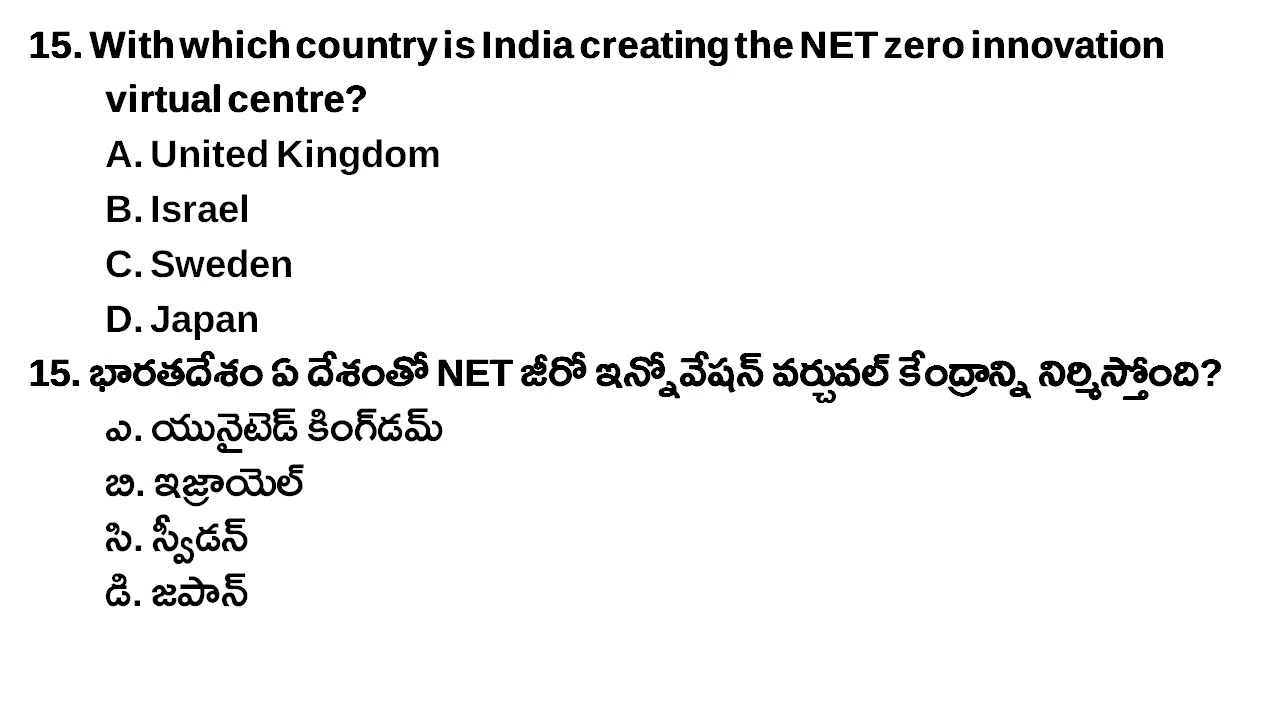 15. With which country is India creating the NET zero innovation
virtual centre?
A. United Kingdom
B. Israel
C. Sweden
D. Japan
15. భారతదేశం ఏ దేశంతో NET జీరో ఇన్నోవేషన్ వర్చువల్ కేంద్రాన్ని నిర్మిస్తోంది?
ఎ. యునైటెడ్ కింగ్‌డమ్
బి. ఇజ్రాయెల్
సి. స్వీడన్
డి. జపాన్